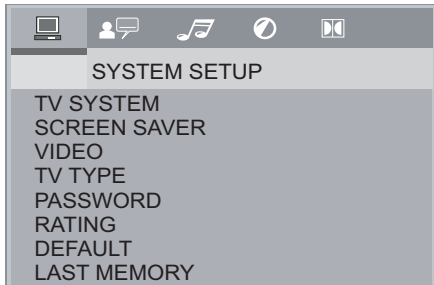 SYSTEM SETUP
TV SYSTEM
SCREEN SAVER
VIDEO
TV TYPE
PASSWORD
RATING
DEFAULT
LAST MEMORY